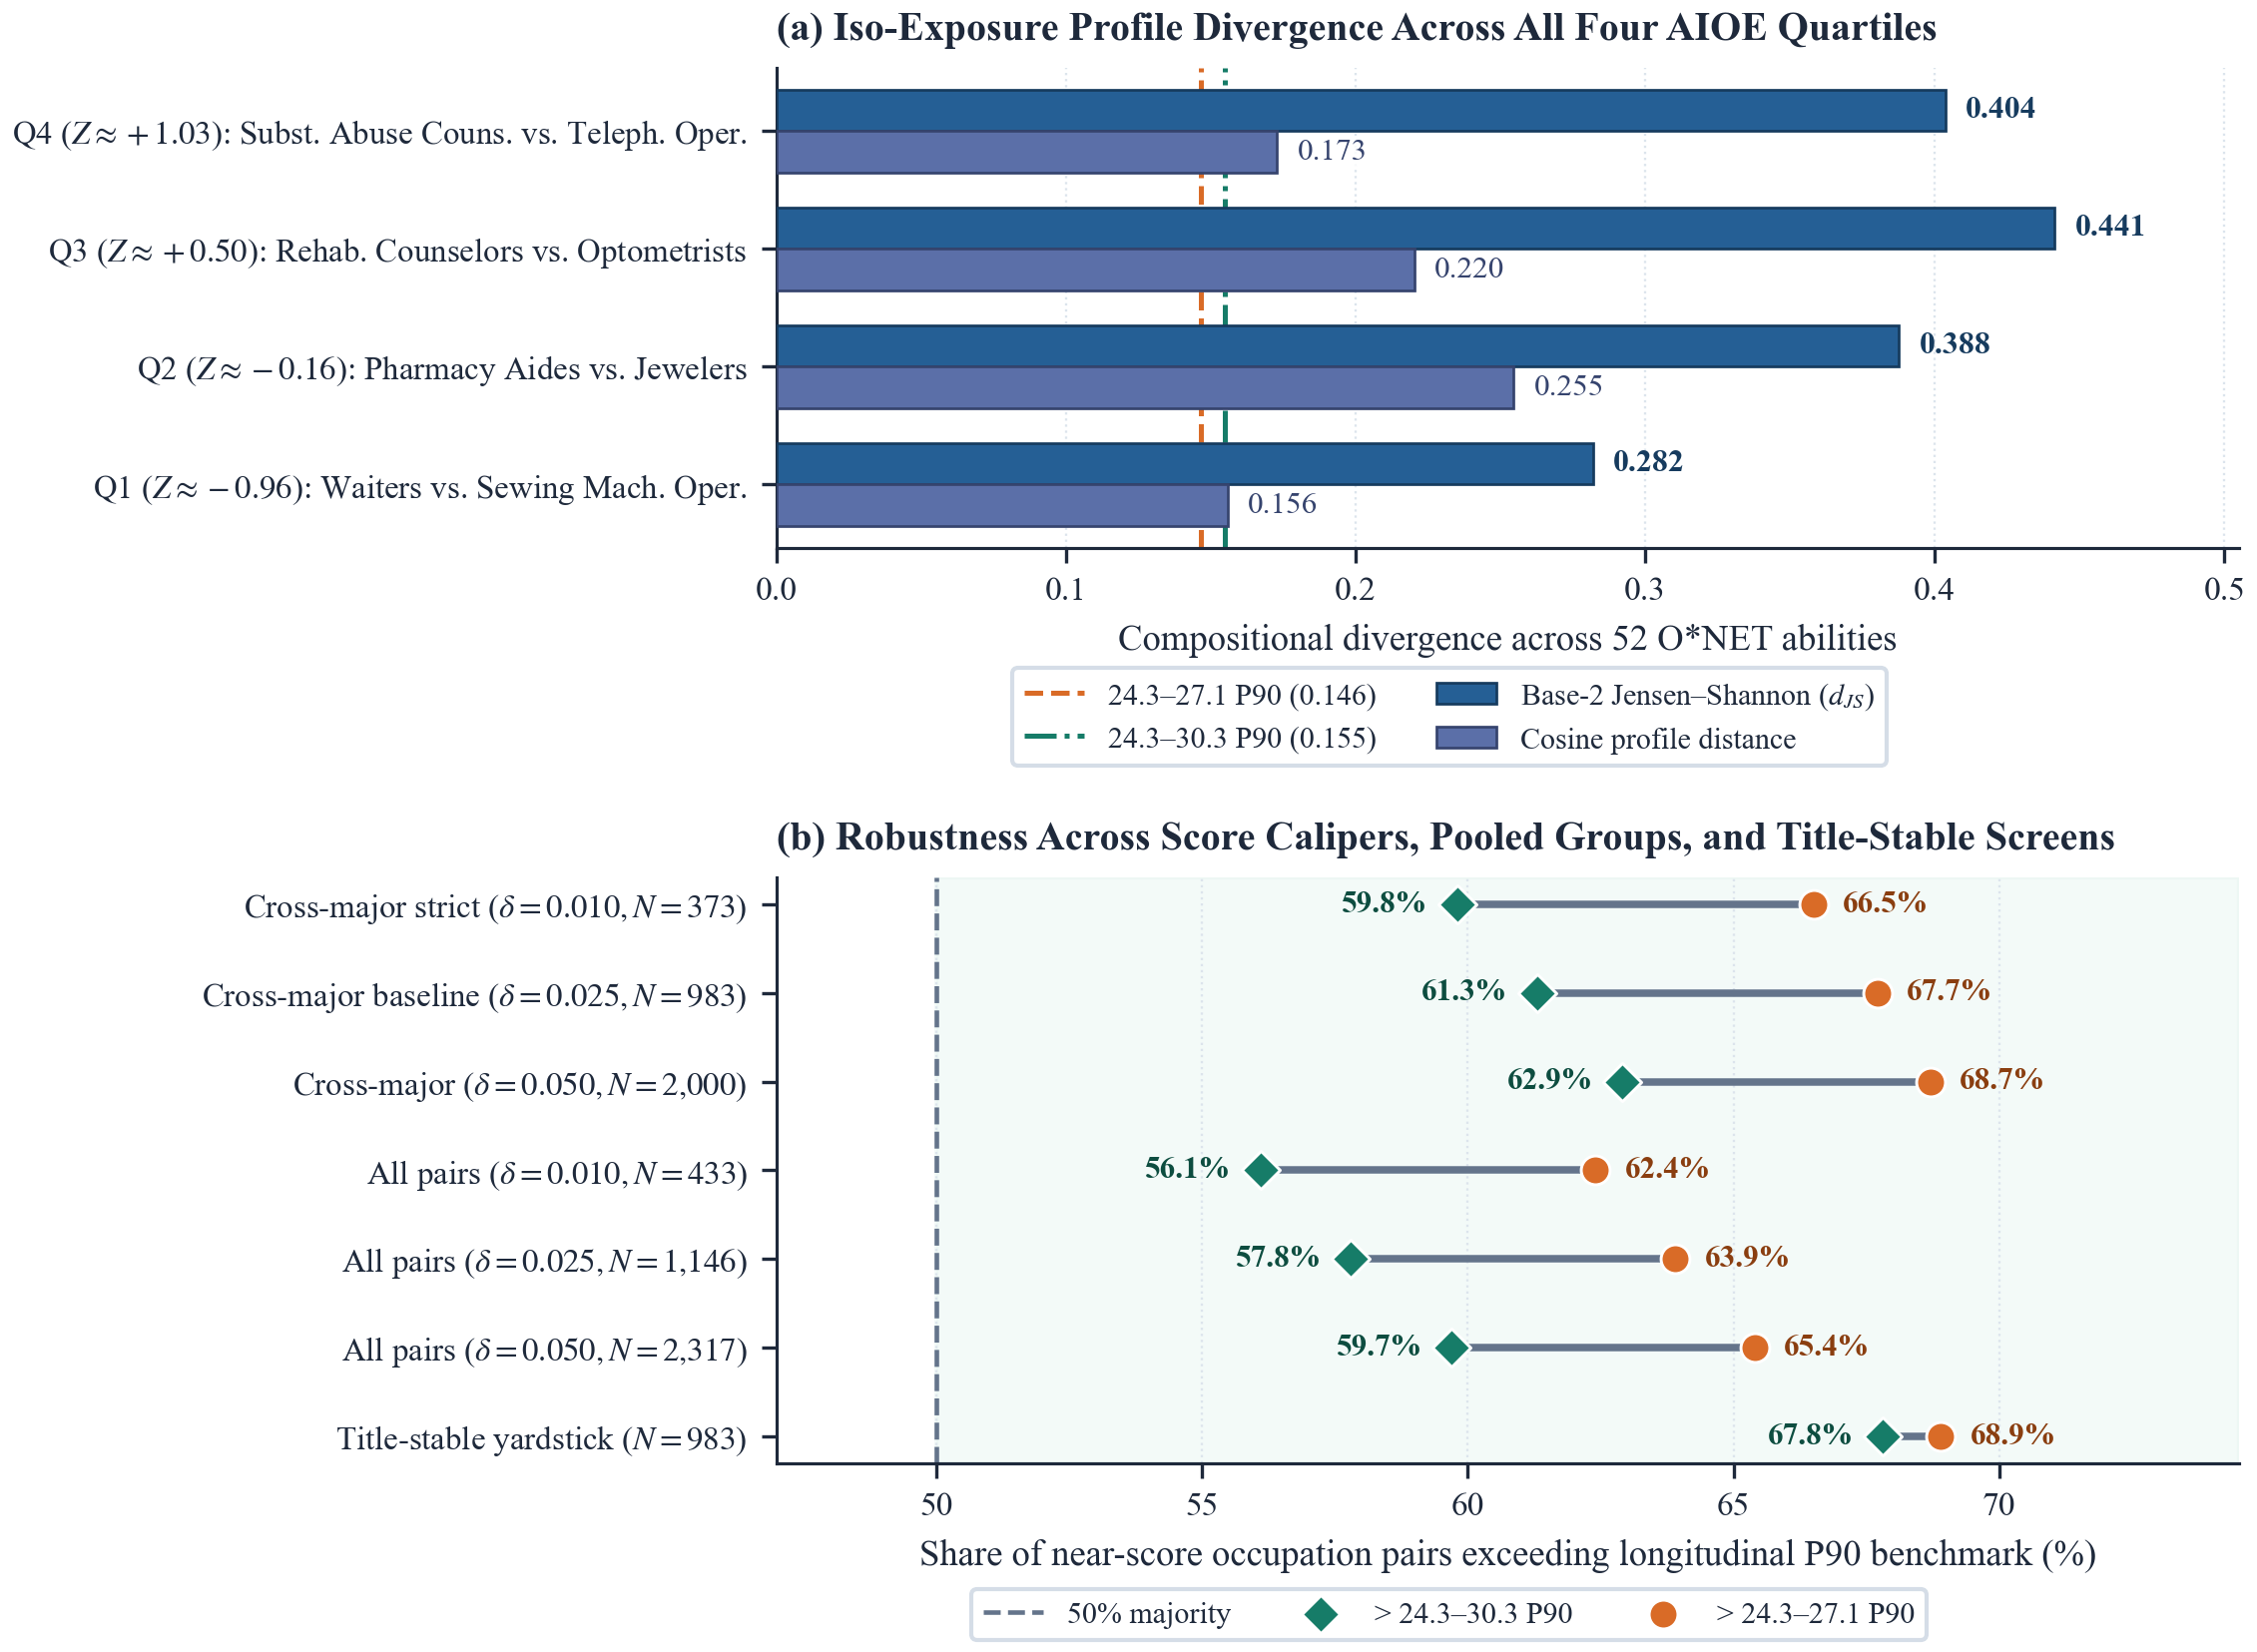 (a) Iso-Exposure Profile Divergence Across All Four AIOE Quartiles
Q4 (Z≈+1.03): Subst. Abuse Couns. vs. Teleph. Oper.
0.404
0.173
Q3 (Z≈+0.50): Rehab. Counselors vs. Optometrists
0.441
0.220
Q2 (Z≈−0.16): Pharmacy Aides vs. Jewelers
0.388
0.255
Q1 (Z≈−0.96): Waiters vs. Sewing Mach. Oper.
0.282
0.156
0.0 0.1 0.2 0.3 0.4 0.5
Compositional divergence across 52 O*NET abilities
24.3–27.1 P90 (0.146)
24.3–30.3 P90 (0.155)
Base-2 Jensen–Shannon (dJS)
Cosine profile distance
(b) Robustness Across Score Calipers, Pooled Groups, and Title-Stable Screens
Cross-major strict (δ=0.010, N=373) 59.8% 66.5%
Cross-major baseline (δ=0.025, N=983) 61.3% 67.7%
Cross-major (δ=0.050, N=2,000) 62.9% 68.7%
All pairs (δ=0.010, N=433) 56.1% 62.4%
All pairs (δ=0.025, N=1,146) 57.8% 63.9%
All pairs (δ=0.050, N=2,317) 59.7% 65.4%
Title-stable yardstick (N=983) 67.8% 68.9%
50 55 60 65 70
Share of near-score occupation pairs exceeding longitudinal P90 benchmark (%)
50% majority > 24.3–30.3 P90 > 24.3–27.1 P90